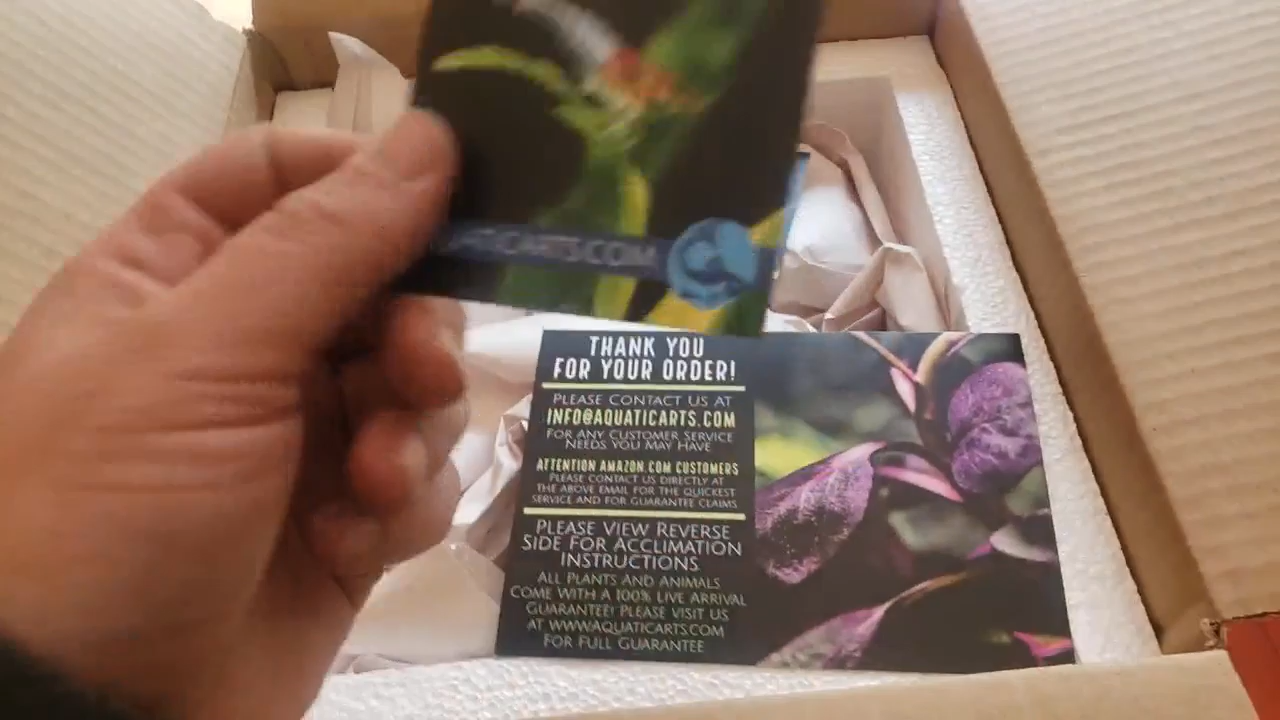 UATICARTS.COM
THANK YOU
FOR YOUR ORDER!
PLEASE CONTACT US AT
INFO@AQUATICARTS.COM
FOR ANY CUSTOMER SERVICE
NEEDS YOU MAY HAVE
ATTENTION AMAZON.COM CUSTOMERS
PLEASE CONTACT US DIRECTLY AT
THE ABOVE EMAIL FOR THE QUICKEST
SERVICE AND FOR GUARANTEE CLAIMS
PLEASE VIEW REVERSE
SIDE FOR ACCLIMATION
INSTRUCTIONS
ALL PLANTS AND ANIMALS
COME WITH A 100% LIVE ARRIVAL
GUARANTEE! PLEASE VISIT US
AT WWW.AQUATICARTS.COM
FOR FULL GUARANTEE